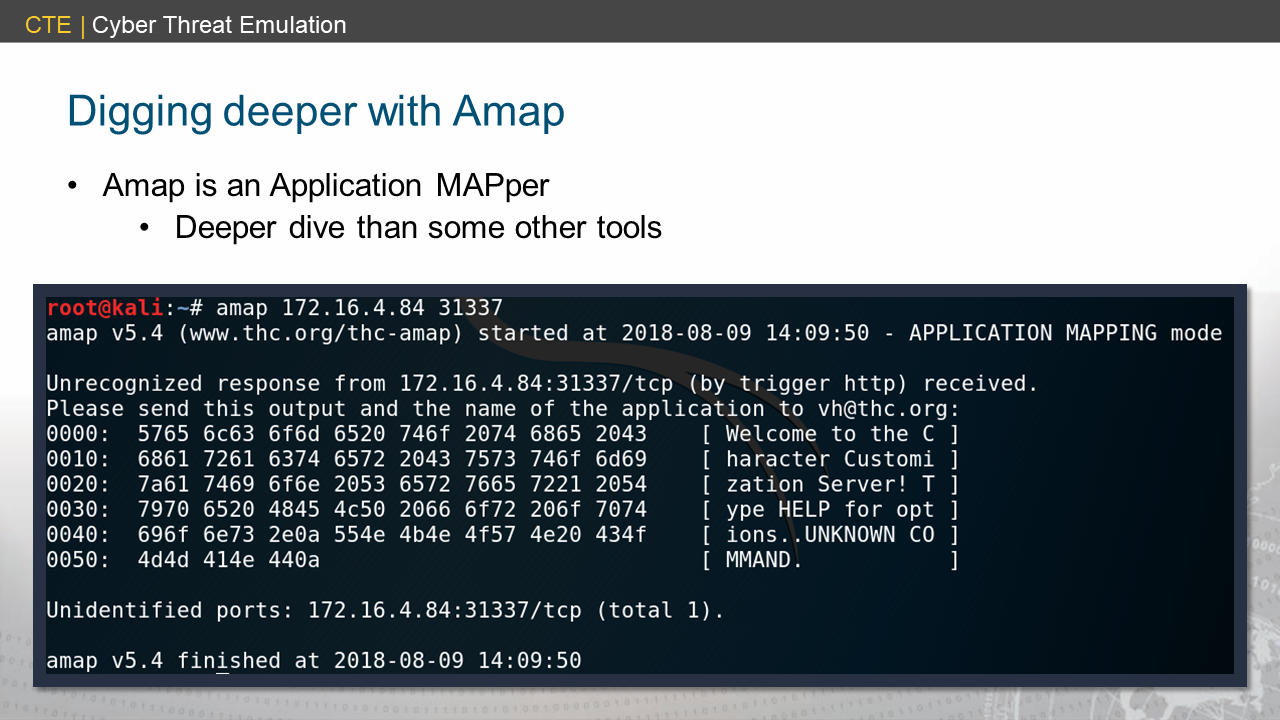 CTE | Cyber Threat Emulation
Digging deeper with Amap
• Amap is an Application MAPper
• Deeper dive than some other tools
root@kali:~# amap 172.16.4.84 31337
amap v5.4 (www.thc.org/thc-amap) started at 2018-08-09 14:09:50 - APPLICATION MAPPING mode
Unrecognized response from 172.16.4.84:31337/tcp (by trigger http) received.
Please send this output and the name of the application to vh@thc.org:
0000:  5765 6c63 6f6d 6520 746f 2074 6865 2043    [ Welcome to the C ]
0010:  6861 7261 6374 6572 2043 7573 746f 6d69    [ haracter Customi ]
0020:  7a61 7469 6f6e 2053 6572 7665 7221 2054    [ zation Server! T ]
0030:  7970 6520 4845 4c50 2066 6f72 206f 7074    [ ype HELP for opt ]
0040:  696f 6e73 2e0a 554e 4b4e 4f57 4e20 434f    [ ions..UNKNOWN CO ]
0050:  4d4d 414e 440a                             [ MMAND.           ]
Unidentified ports: 172.16.4.84:31337/tcp (total 1).
amap v5.4 finished at 2018-08-09 14:09:50